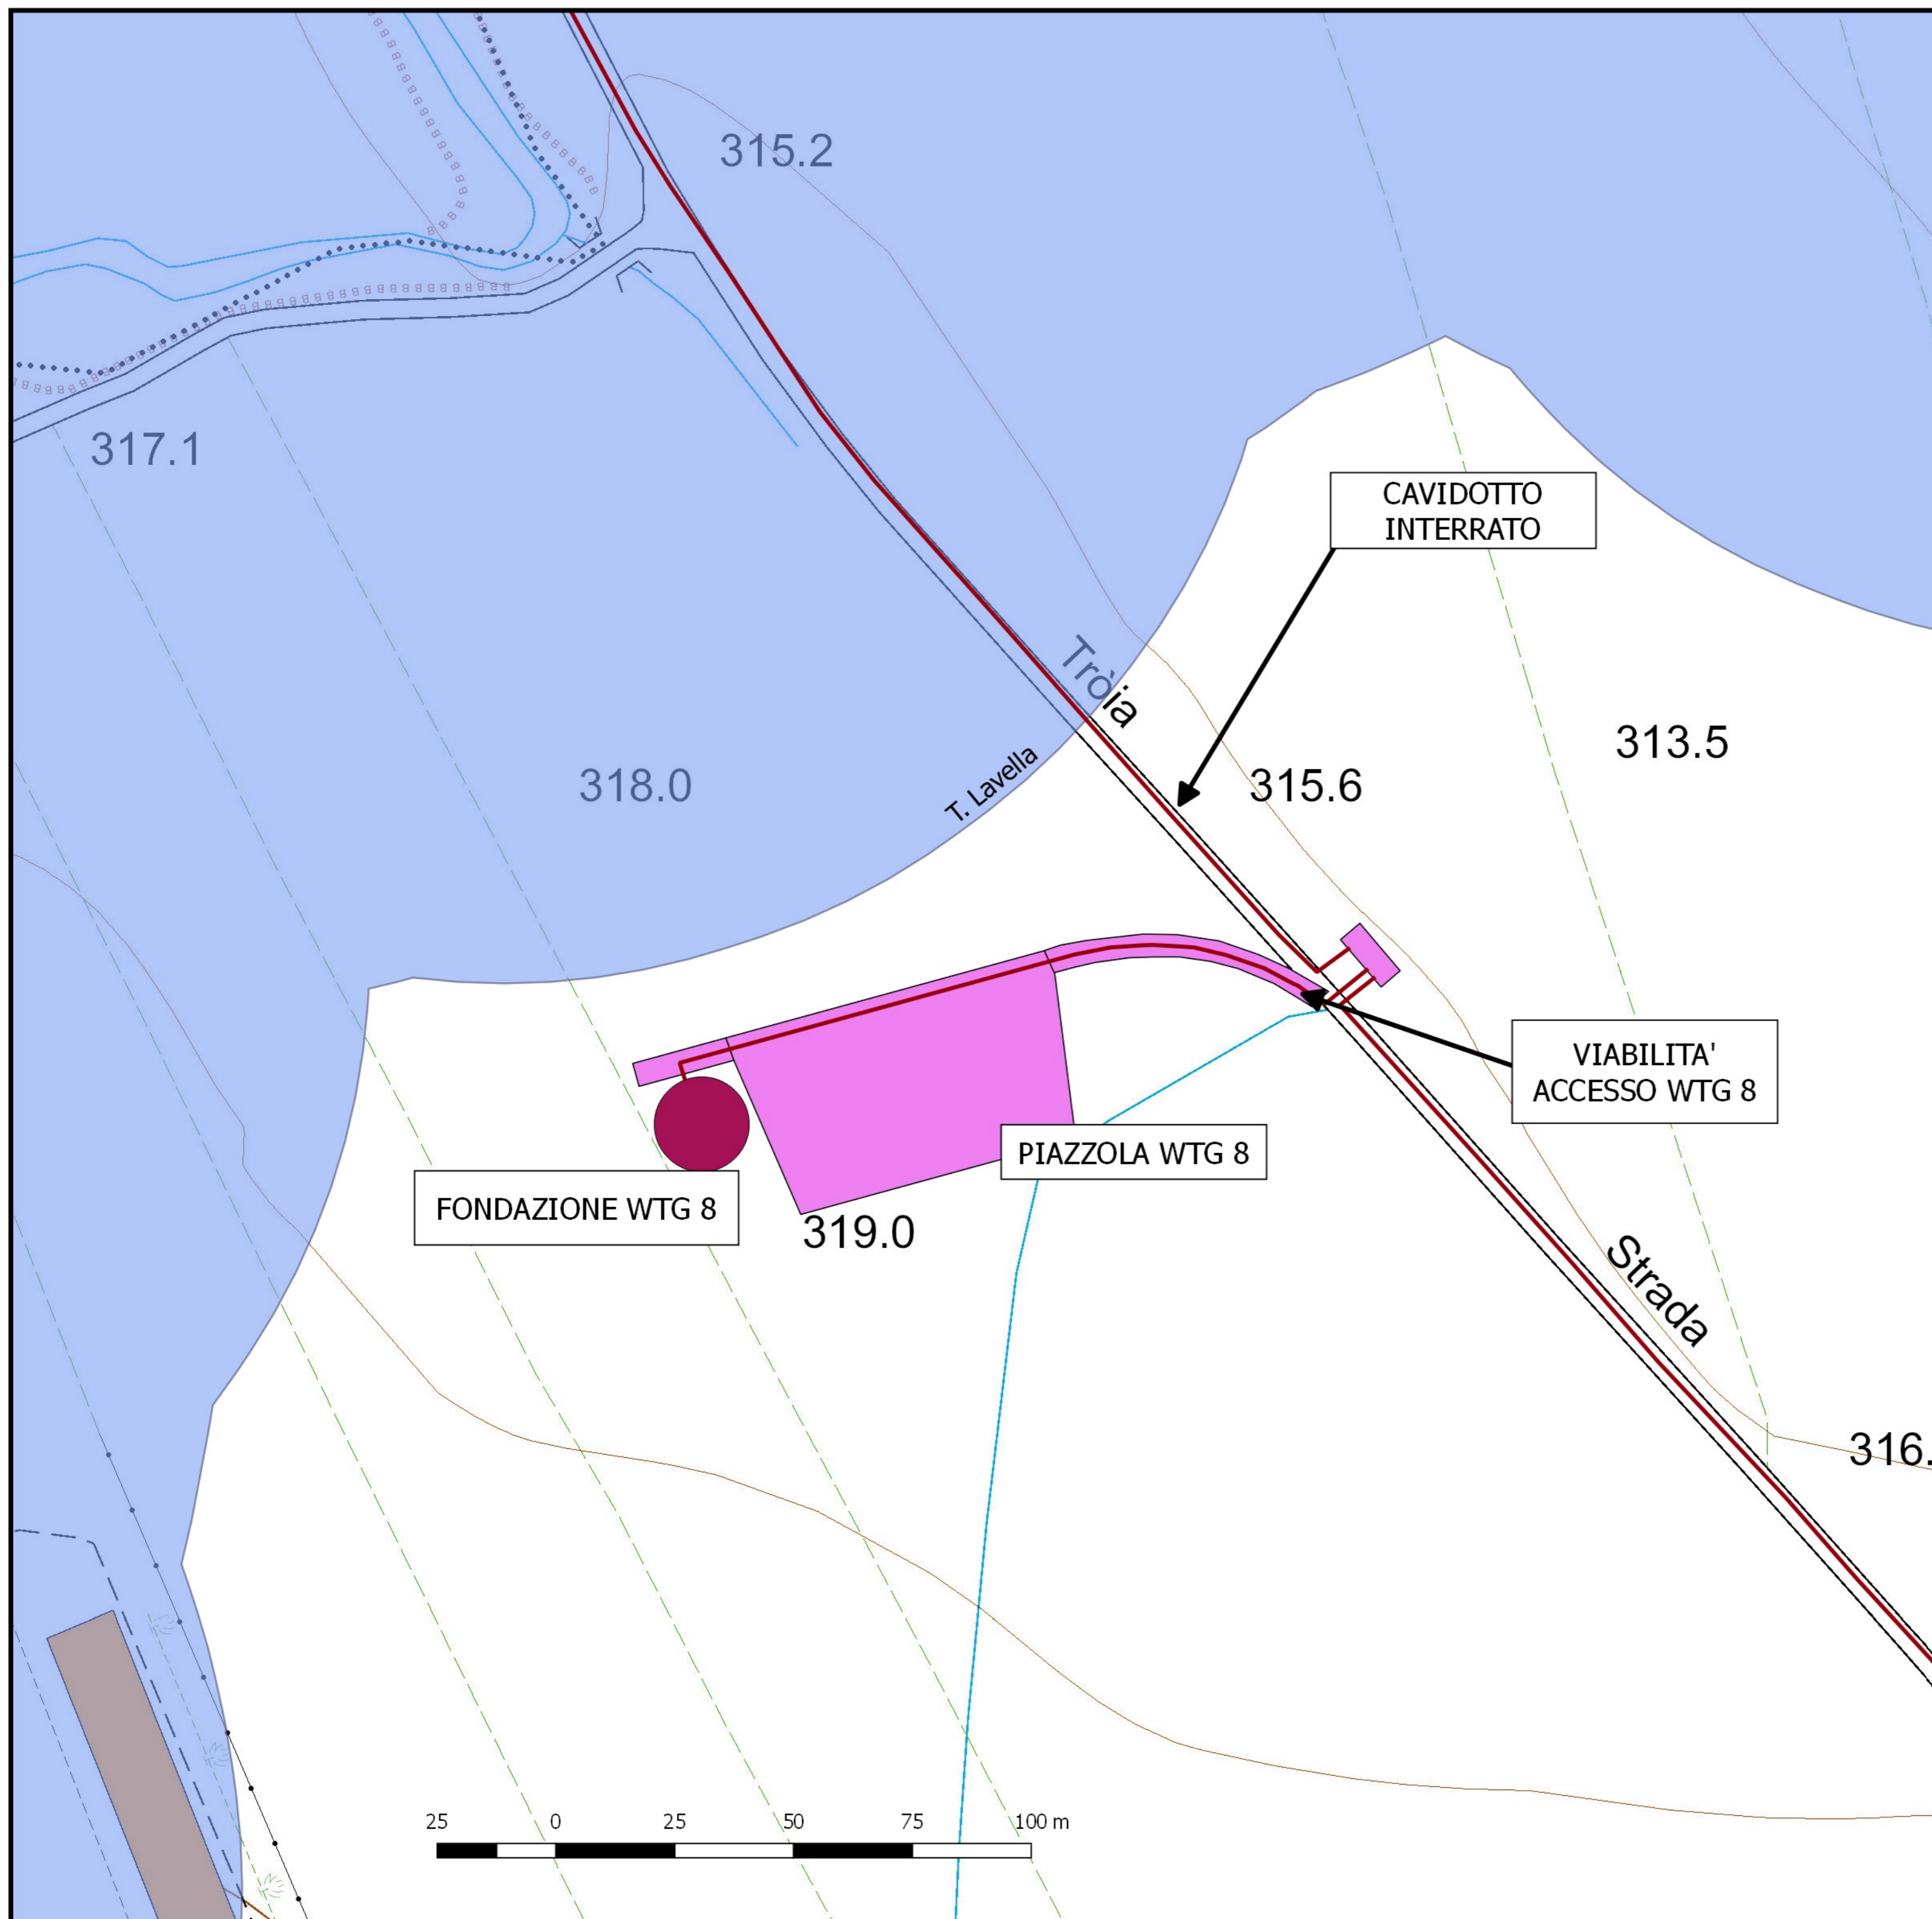 315.2
317.1
CAVIDOTTO
INTERRATO
Tròia
313.5
T. Lavella
318.0
315.6
VIABILITA'
ACCESSO WTG 8
PIAZZOLA WTG 8
FONDAZIONE WTG 8
319.0
Strada
316.
25 0 25 50 75 100 m